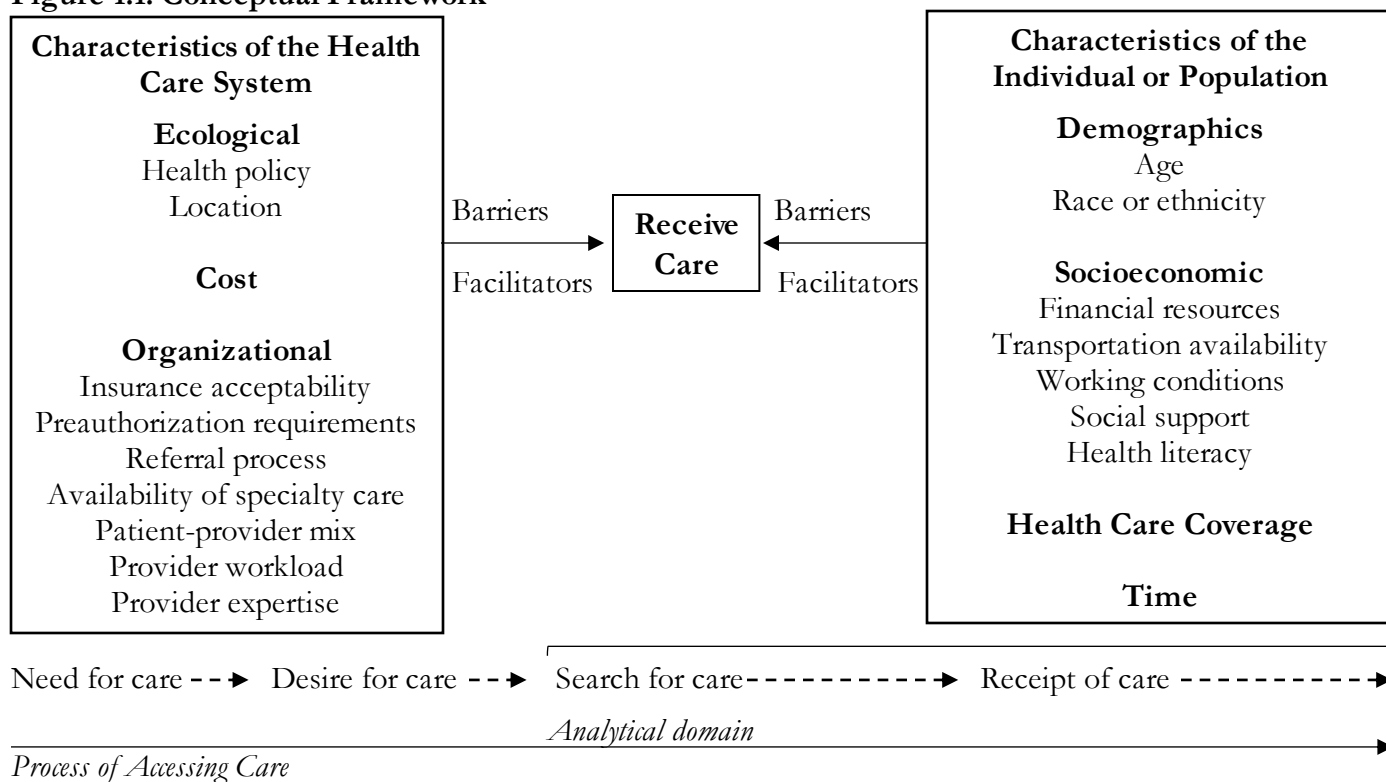 Figure 1.1. Conceptual Framework
Characteristics of the Health
Care System
Ecological
Health policy
Location
Cost
Organizational
Insurance acceptability
Preauthorization requirements
Referral process
Availability of specialty care
Patient-provider mix
Provider workload
Provider expertise
Barriers
Facilitators
Receive
Care
Barriers
Facilitators
Characteristics of the
Individual or Population
Demographics
Age
Race or ethnicity
Socioeconomic
Financial resources
Transportation availability
Working conditions
Social support
Health literacy
Health Care Coverage
Time
Need for care Desire for care Search for care Receipt of care
Analytical domain
Process of Accessing Care